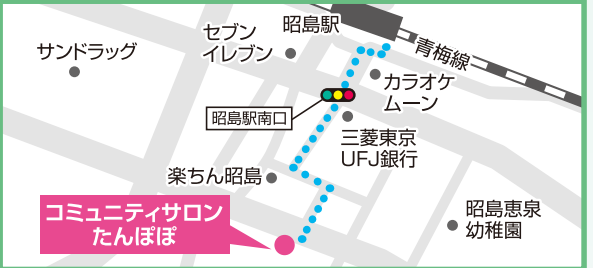 昭島駅
セブン
イレブン
サンドラッグ
青梅線
カラオケ
ムーン
昭島駅南口
三菱東京
UFJ銀行
楽ちん昭島
コミュニティサロン
たんぽぽ
昭島恵泉
幼稚園